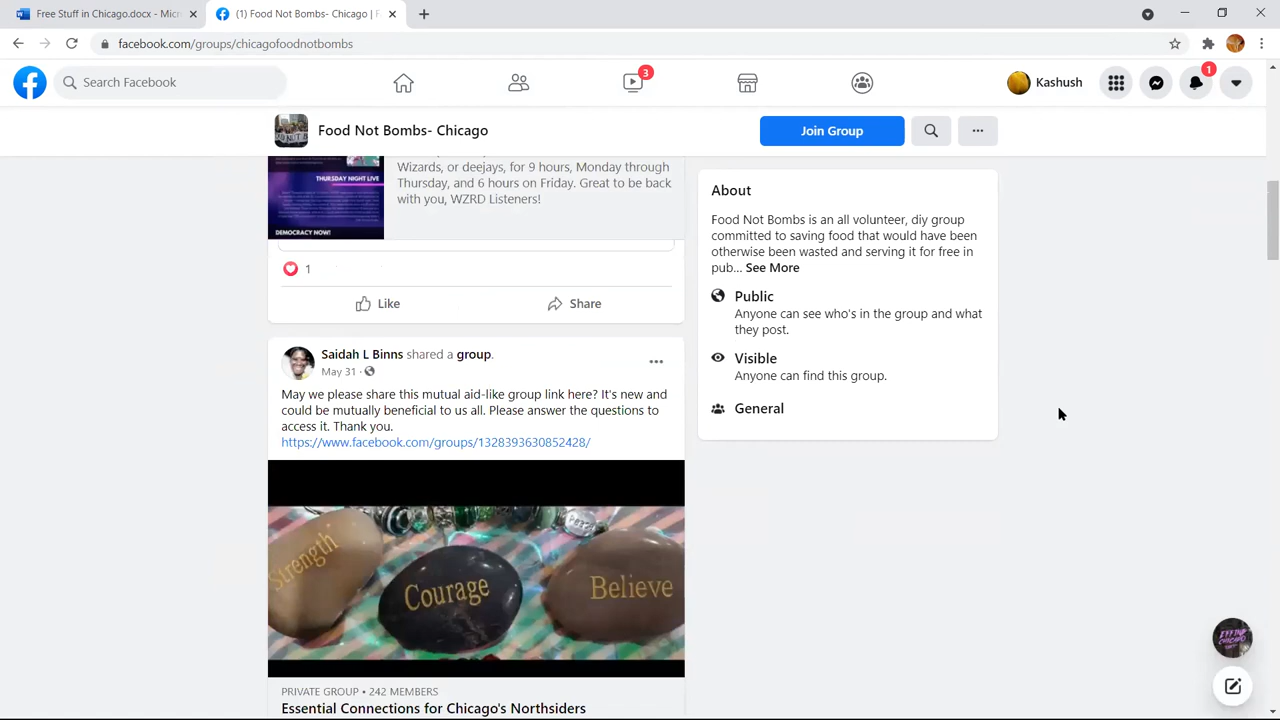 Free Stuff in Chicago.docx - Micr
(1) Food Not Bombs- Chicago | F
facebook.com/groups/chicagofoodnotbombs
Search Facebook
3
Kashush
1
Food Not Bombs- Chicago
Join Group
THURSDAY NIGHT LIVE
DEMOCRACY NOW!
Wizards, or deejays, for 9 hours, Monday through
Thursday, and 6 hours on Friday. Great to be back
with you, WZRD Listeners!
1
Like
Share
Saidah L Binns shared a group.
May 31
May we please share this mutual aid-like group link here? It's new and
could be mutually beneficial to us all. Please answer the questions to
access it. Thank you.
https://www.facebook.com/groups/1328393630852428/
Strength
Courage
Believe
PRIVATE GROUP • 242 MEMBERS
Essential Connections for Chicago's Northsiders
About
Food Not Bombs is an all volunteer, diy group
committed to saving food that would have been
otherwise been wasted and serving it for free in
pub... See More
Public
Anyone can see who's in the group and what
they post.
Visible
Anyone can find this group.
General